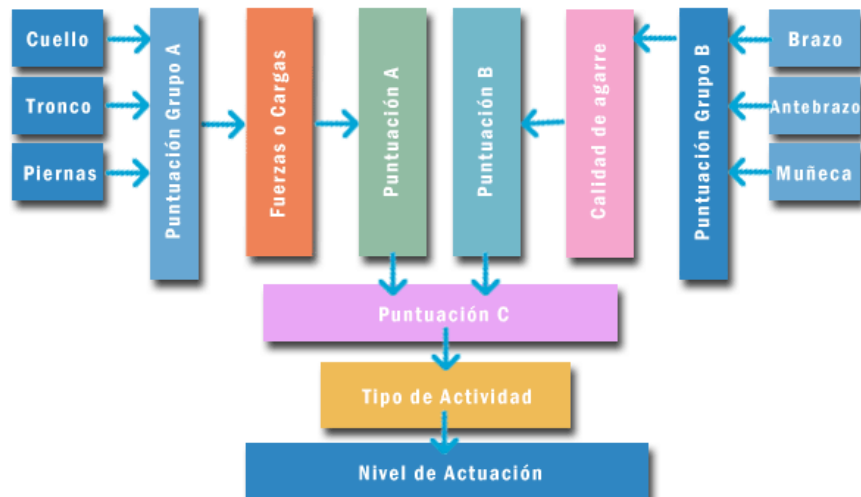 Cuello
Tronco
Piernas
Puntuación Grupo A
Fuerzas o Cargas
Puntuación A
Puntuación B
Calidad de agarre
Puntuación Grupo B
Brazo
Antebrazo
Muñeca
Puntuación C
Tipo de Actividad
Nivel de Actuación